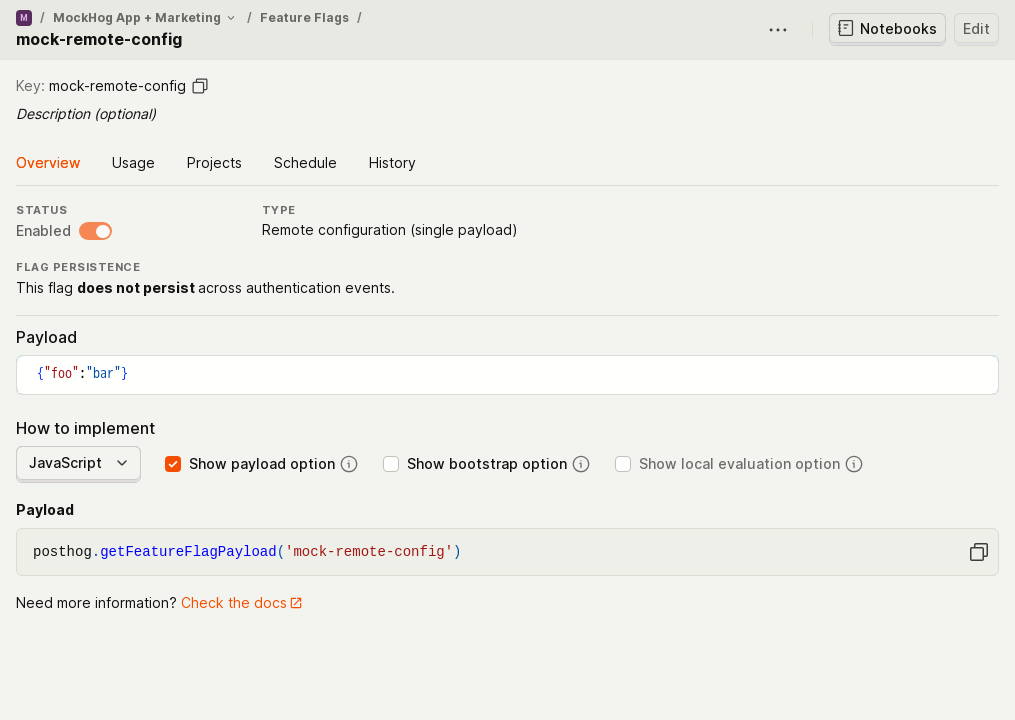 M / MockHog App + Marketing / Feature Flags /
mock-remote-config
Notebooks
Edit
Key: mock-remote-config
Description (optional)
Overview Usage Projects Schedule History
STATUS
Enabled
TYPE
Remote configuration (single payload)
FLAG PERSISTENCE
This flag does not persist across authentication events.
Payload
{"foo":"bar"}
How to implement
JavaScript
Show payload option
Show bootstrap option
Show local evaluation option
Payload
posthog.getFeatureFlagPayload('mock-remote-config')
Need more information? Check the docs